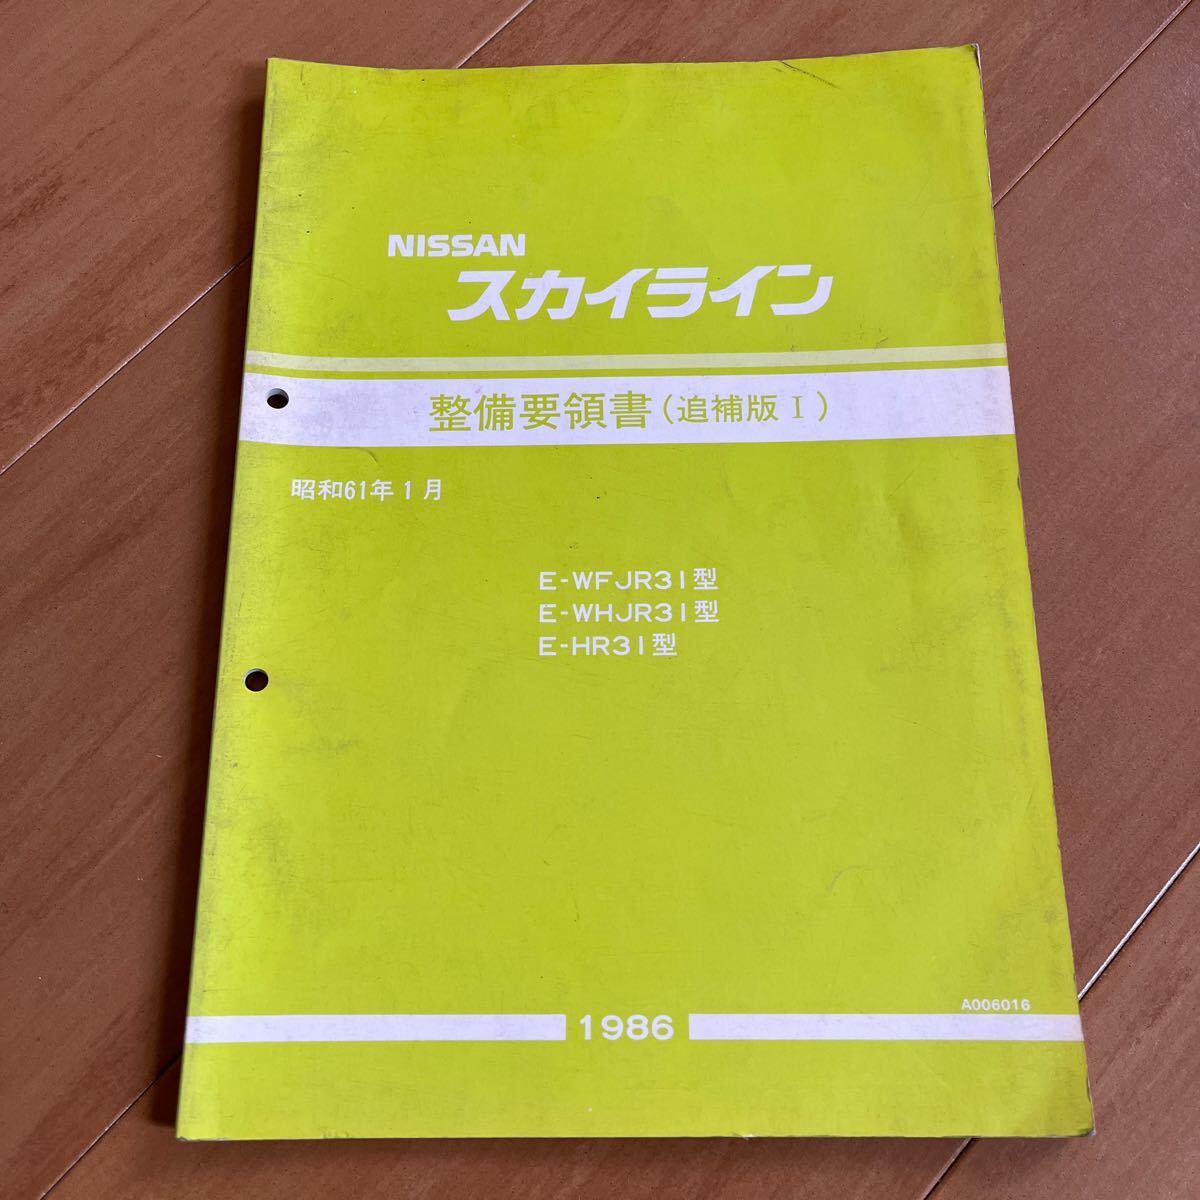 NISSAN
スカイライン
整備要領書(追補版Ⅰ)
昭和61年1月
E-WFJR31型
E-WHJR31型
E-HR31型
A006016
1986